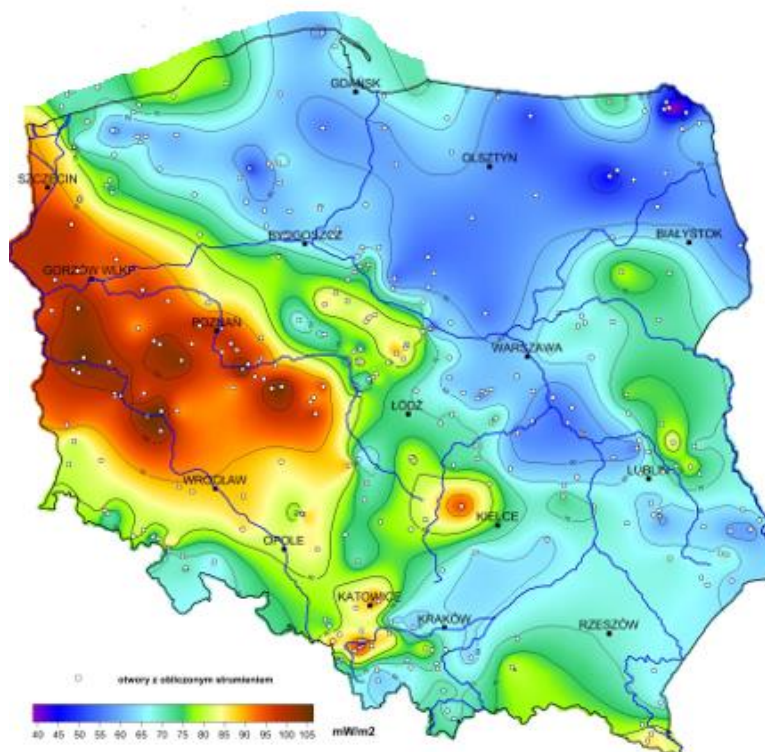 GDAŃSK
OLSZTYN
SZCZECIN
BYDGOSZCZ
BIAŁYSTOK
GORZÓW WLKP
POZNAŃ
WARSZAWA
ŁÓDŹ
LUBLIN
WROCŁAW
KIELCE
OPOLE
KATOWICE
KRAKÓW
RZESZÓW
otwory z obliczonym strumieniem
40 45 50 55 60 65 70 75 80 85 90 95 100 105 mW/m2